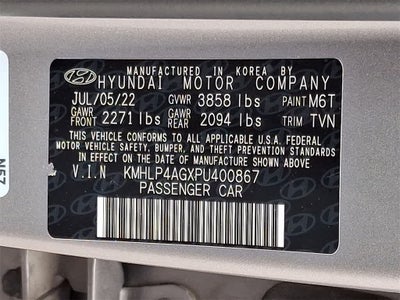 MANUFACTURED IN KOREA BY
HYUNDAI MOTOR COMPANY
JUL/05/22 GVWR 3858 lbs PAINT M6T
GAWR FRONT 2271 lbs GAWR REAR 2094 lbs TRIM TVN
THIS VEHICLE CONFORMS TO ALL APPLICABLE U.S.A. FEDERAL
MOTOR VEHICLE SAFETY, BUMPER, AND THEFT PREVENTION STANDARDS
IN EFFECT ON THE DATE OF MANUFACTURE SHOWN ABOVE.
V.I.N KMHLP4AGXPU400867
PASSENGER CAR
N57